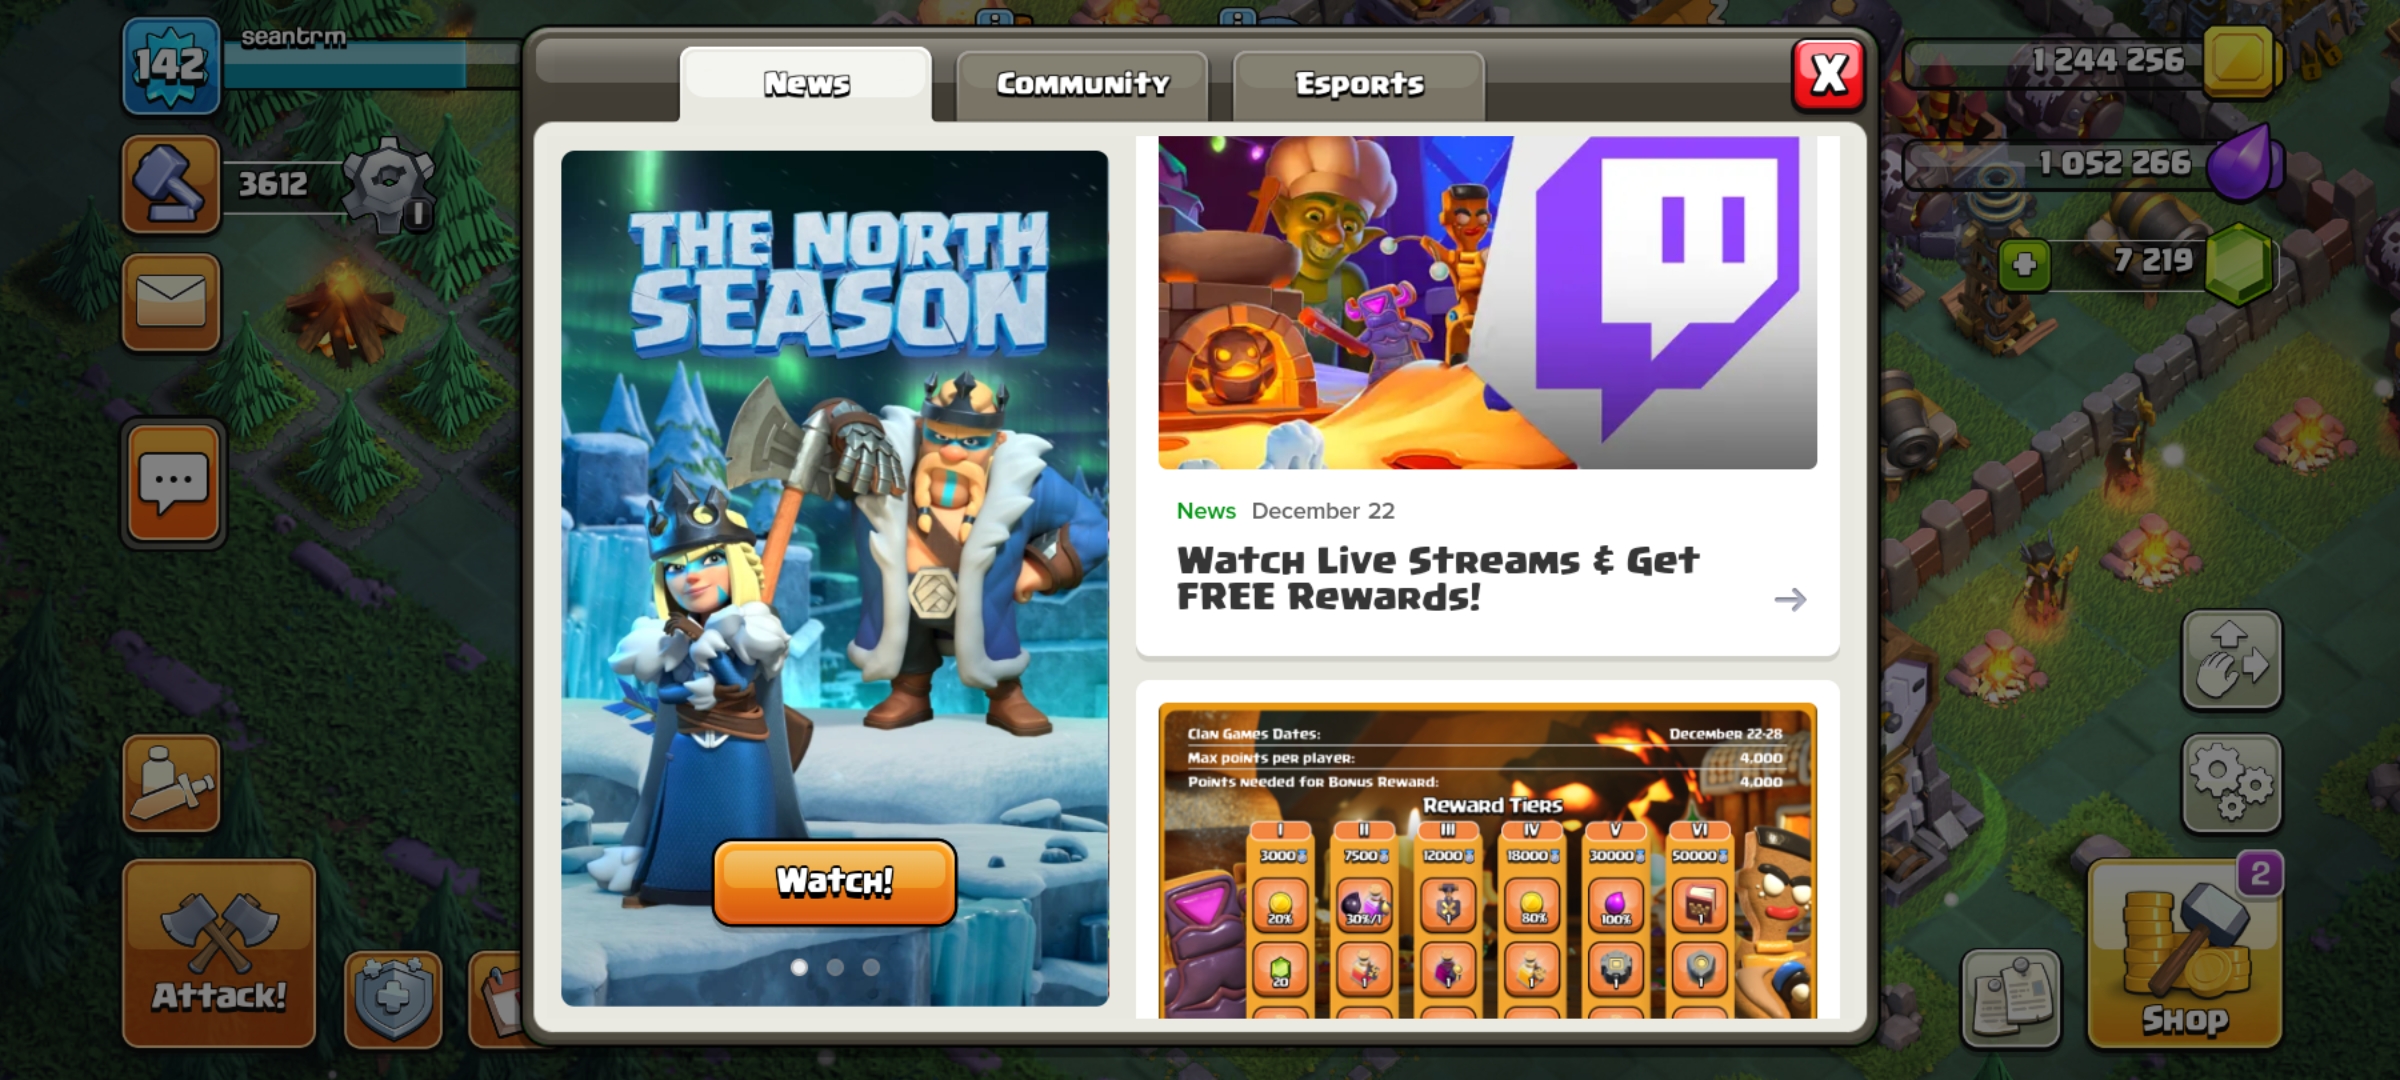 142
seantrm
3612
1 244 256
1 052 266
7 219
News
Community
Esports
X
THE NORTH
SEASON
Watch!
News December 22
Watch Live Streams & Get
FREE Rewards!
Clan Games Dates: December 22-28
Max points per player: 4,000
Points needed for Bonus Reward: 4,000
Reward Tiers
I II III IV V VI
3000 7500 12000 18000 30000 50000
20% 30%/1 1 80% 100% 1
20 1 1 1 1 1
Attack!
2
Shop